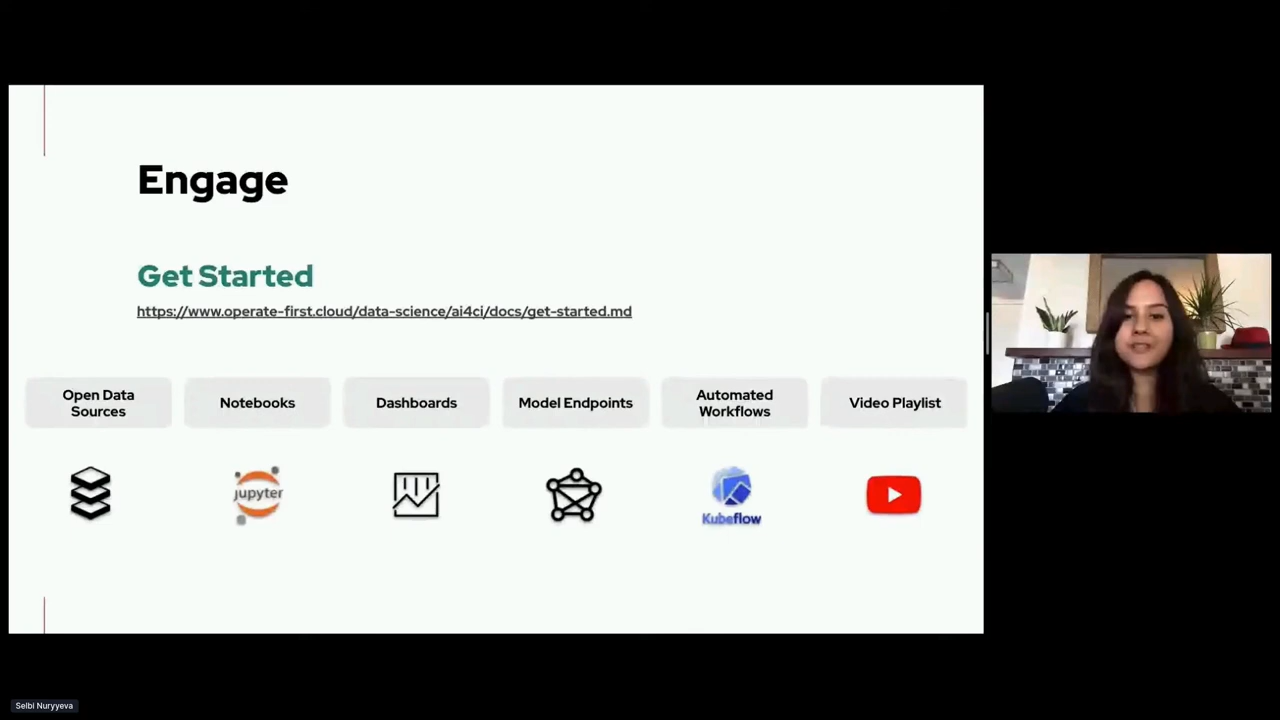 Engage
Get Started
https://www.operate-first.cloud/data-science/ai4ci/docs/get-started.md
Open Data
Sources
Notebooks
Dashboards
Model Endpoints
Automated
Workflows
Video Playlist
jupyter
Kubeflow
Selbi Nuryyeva